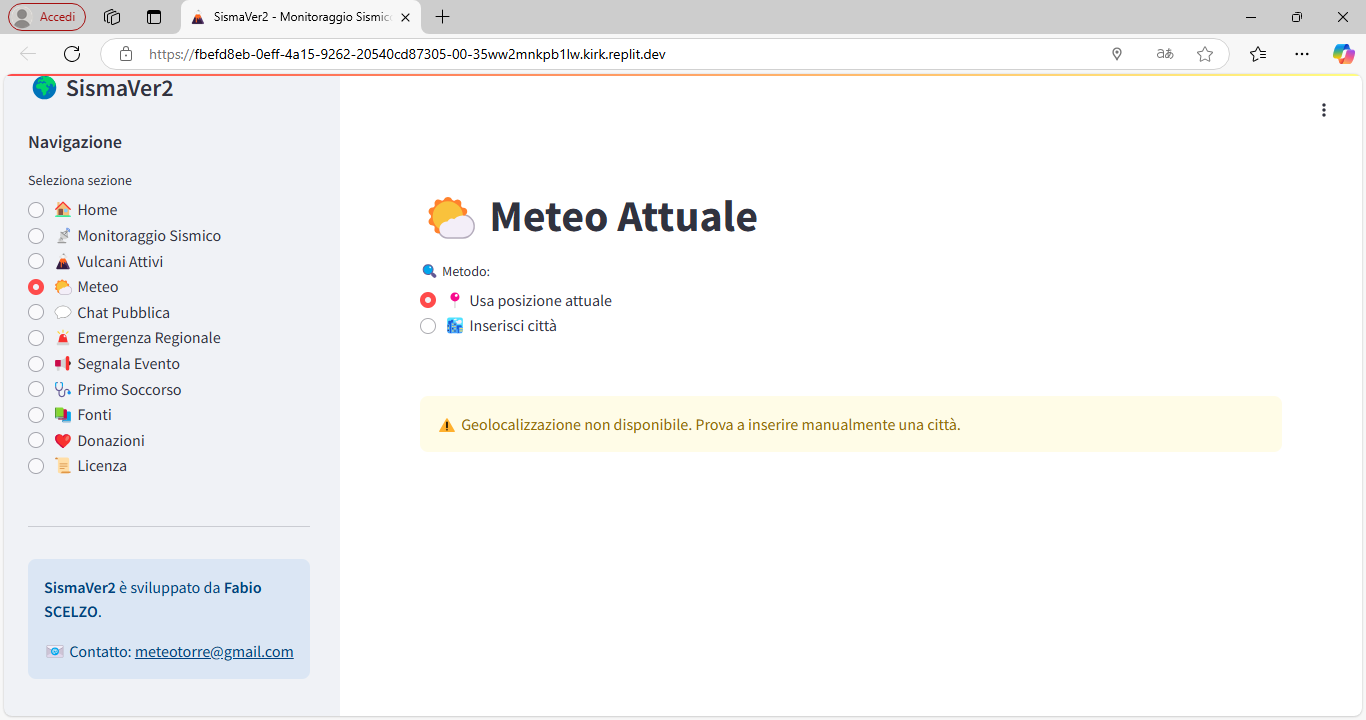 Accedi
SismaVer2 - Monitoraggio Sismic
https://fbefd8eb-0eff-4a15-9262-20540cd87305-00-35ww2mnkpb1lw.kirk.replit.dev
aあ
SismaVer2
Navigazione
Seleziona sezione
Home
Monitoraggio Sismico
Vulcani Attivi
Meteo
Chat Pubblica
Emergenza Regionale
Segnala Evento
Primo Soccorso
Fonti
Donazioni
Licenza
SismaVer2 è sviluppato da Fabio
SCELZO.
Contatto: meteotorre@gmail.com
Meteo Attuale
Metodo:
Usa posizione attuale
Inserisci città
Geolocalizzazione non disponibile. Prova a inserire manualmente una città.